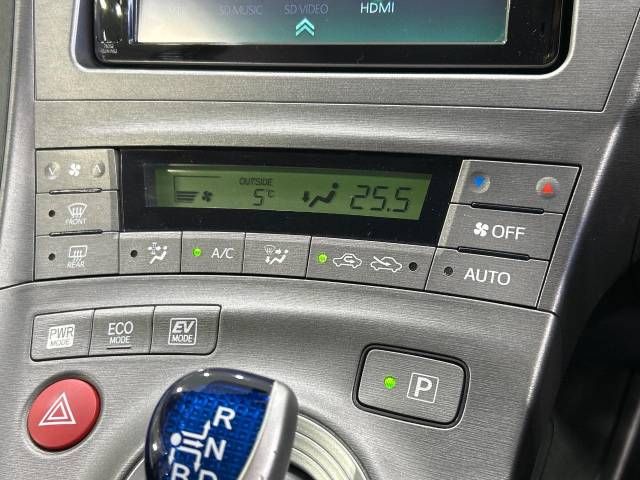 SD MUSIC SD VIDEO HDMI
OUTSIDE
5°C 25.5
FRONT
OFF
REAR
A/C
AUTO
PWR MODE
ECO MODE
EV MODE
P
R
N
B D